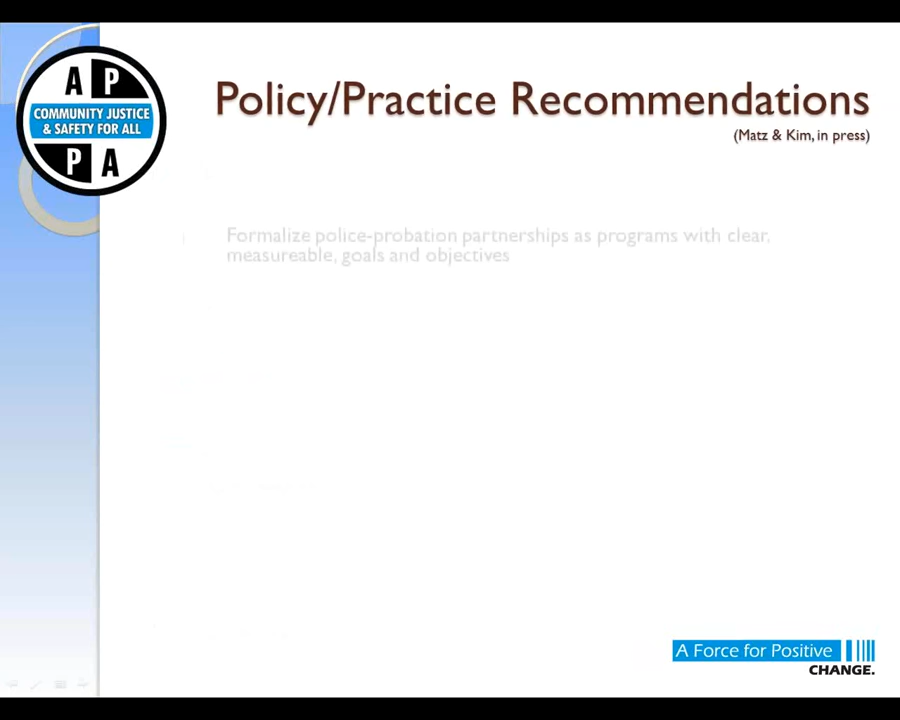 A P
COMMUNITY JUSTICE
& SAFETY FOR ALL
P A
Policy/Practice Recommendations
(Matz & Kim, in press)
Formalize police-probation partnerships as programs with clear,
measureable, goals and objectives
A Force for Positive
CHANGE.